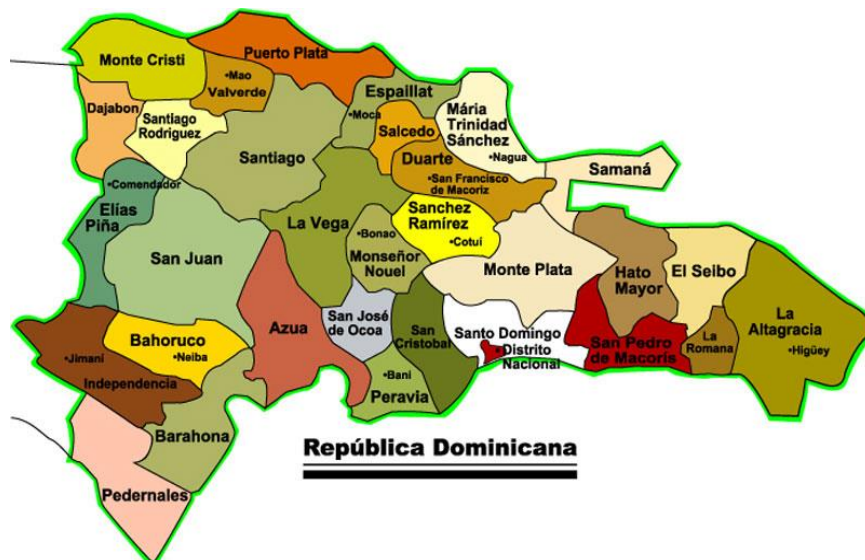 Monte Cristi
Puerto Plata
•Mao
Valverde
Espaillat
•Moca
Dajabon
Santiago
Rodriguez
Salcedo
Mária
Trinidad
Sánchez
•Nagua
Santiago
Duarte
•San Francisco
de Macoriz
Samaná
•Comendador
Elías
Piña
La Vega
Sanchez
Ramírez
•Cotuí
•Bonao
Monseñor
Nouel
San Juan
Monte Plata
Hato
Mayor
El Seibo
La
Altagracia
•Higüey
Bahoruco
•Neiba
Azua
San José
de Ocoa
San
Cristobal
Santo Domingo
•Distrito
Nacional
San Pedro
de Macorís
La
Romana
•Jimaní
Independencia
•Bani
Peravia
Barahona
Pedernales
República Dominicana